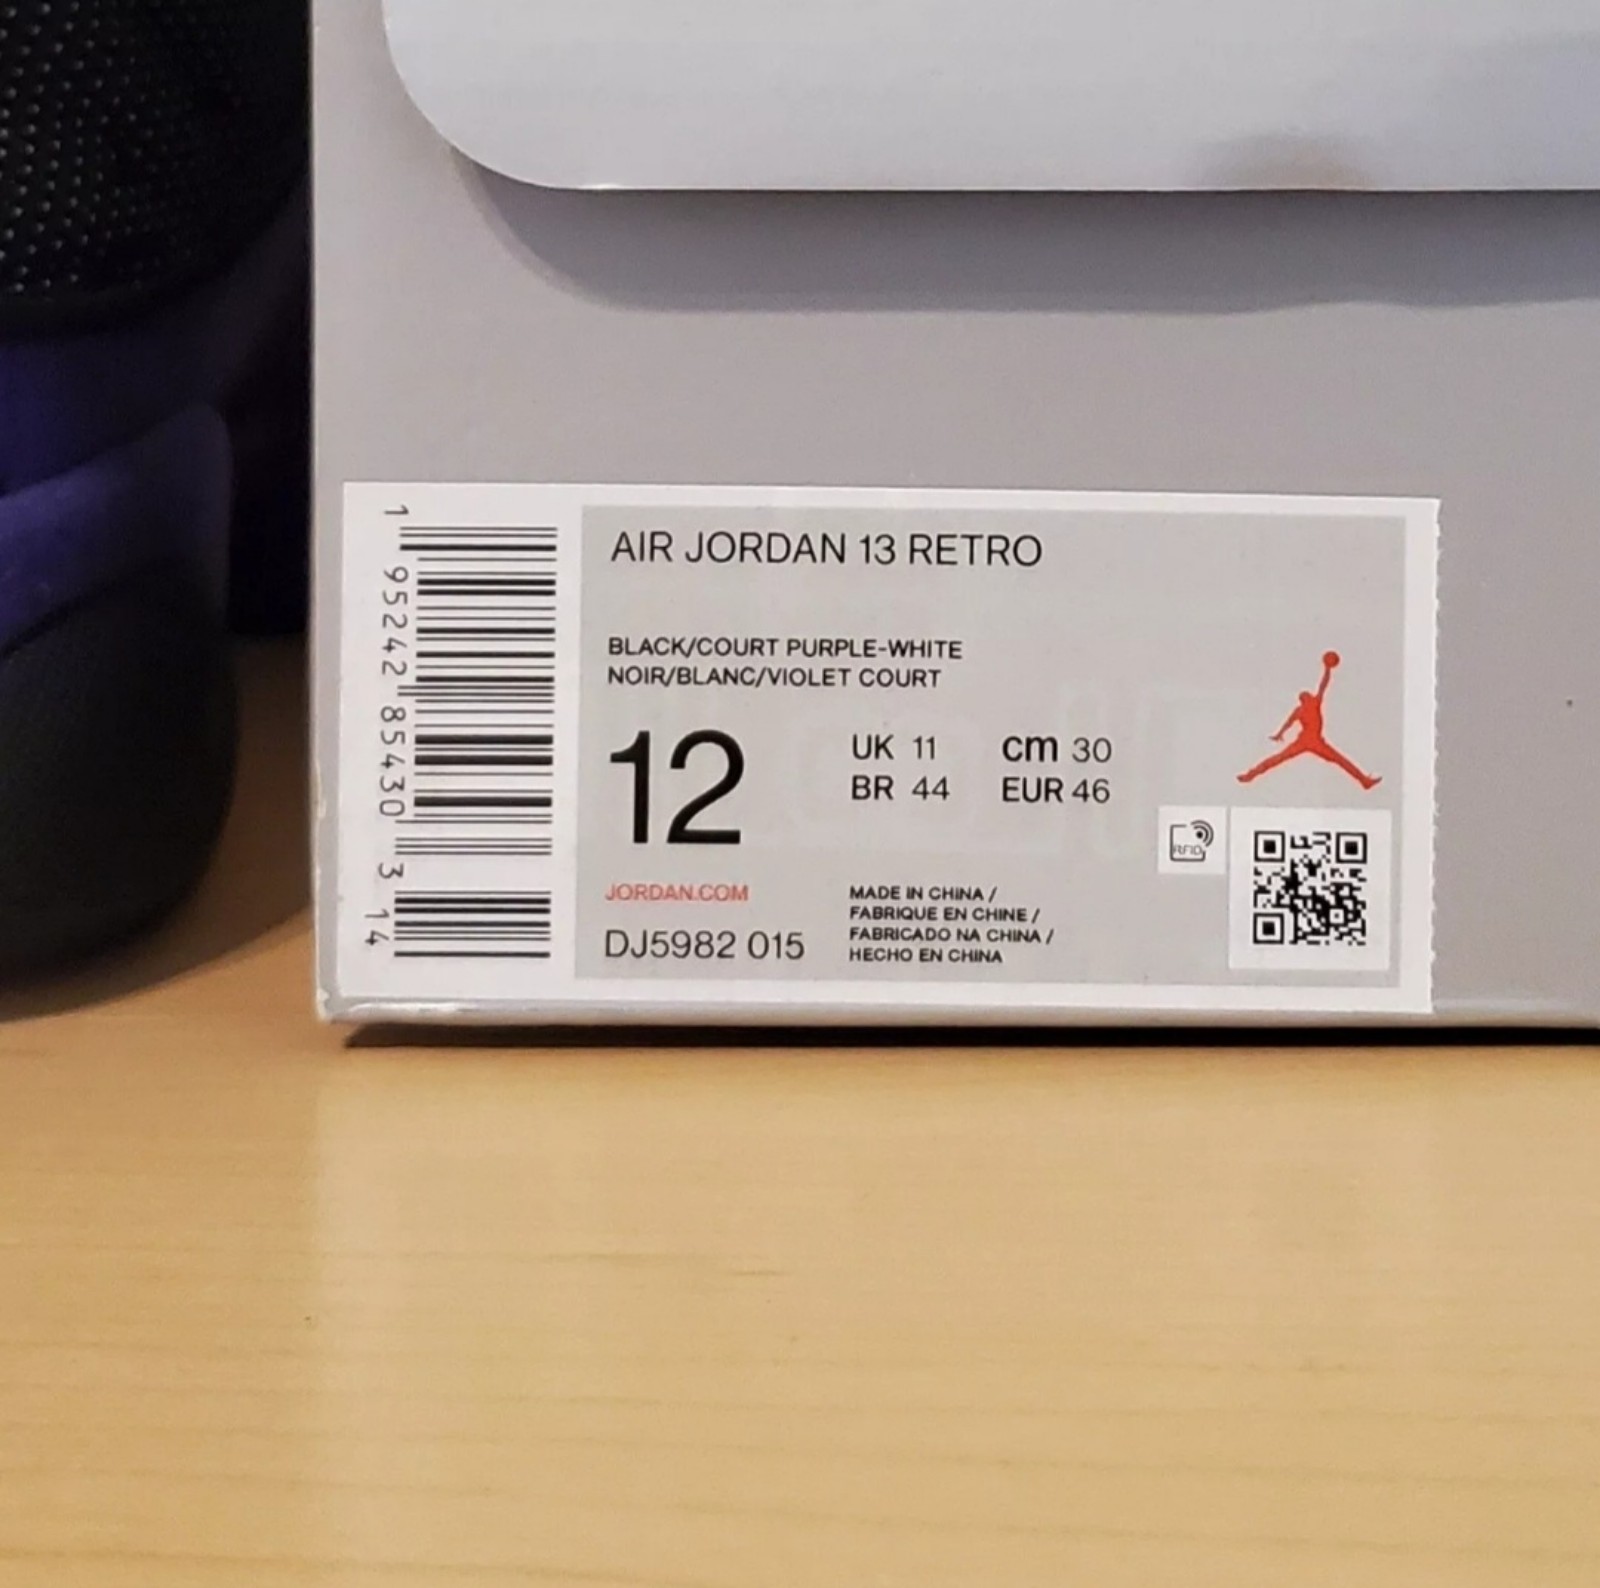 AIR JORDAN 13 RETRO
BLACK/COURT PURPLE-WHITE
NOIR/BLANC/VIOLET COURT
12
UK 11 cm 30
BR 44 EUR 46
RFID
JORDAN.COM
DJ5982 015
MADE IN CHINA /
FABRIQUE EN CHINE /
FABRICADO NA CHINA /
HECHO EN CHINA
1 95242 85430 3 14